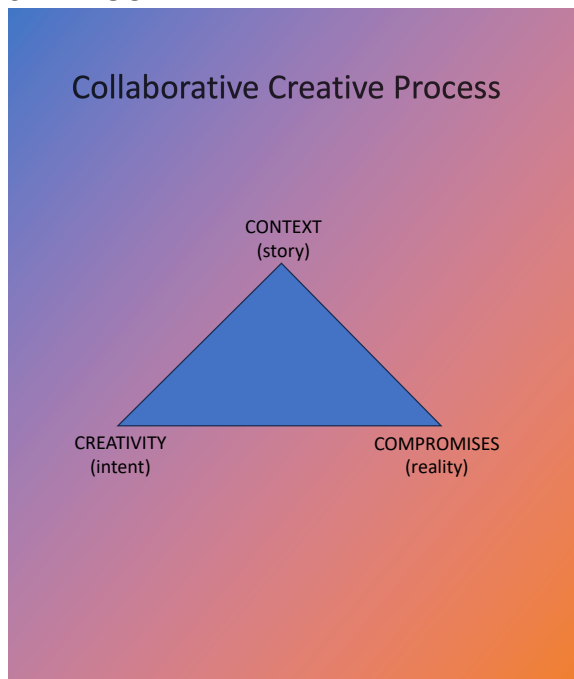 Collaborative Creative Process
CONTEXT
(story)
CREATIVITY
(intent)
COMPROMISES
(reality)